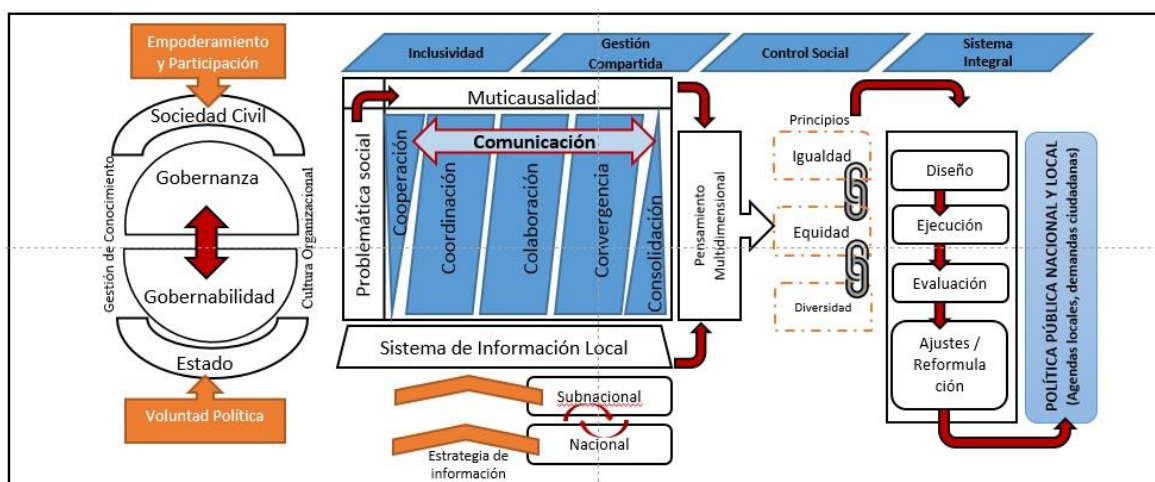 Empoderamiento
y Participación
Sociedad Civil
Gobernanza
Gestión de Conocimiento
Cultura Organizacional
Gobernabilidad
Estado
Voluntad Política
Inclusividad
Gestión
Compartida
Control Social
Sistema
Integral
Muticausalidad
Problemática social
Comunicación
Cooperación
Coordinación
Colaboración
Convergencia
Consolidación
Sistema de Información Local
Subnacional
Nacional
Estrategia de
información
Pensamiento
Multidimensional
Principios
Igualdad
Equidad
Diversidad
Diseño
Ejecución
Evaluación
Ajustes /
Reformula
ción
POLÍTICA PÚBLICA NACIONAL Y LOCAL
(Agendas locales, demandas ciudadanas)